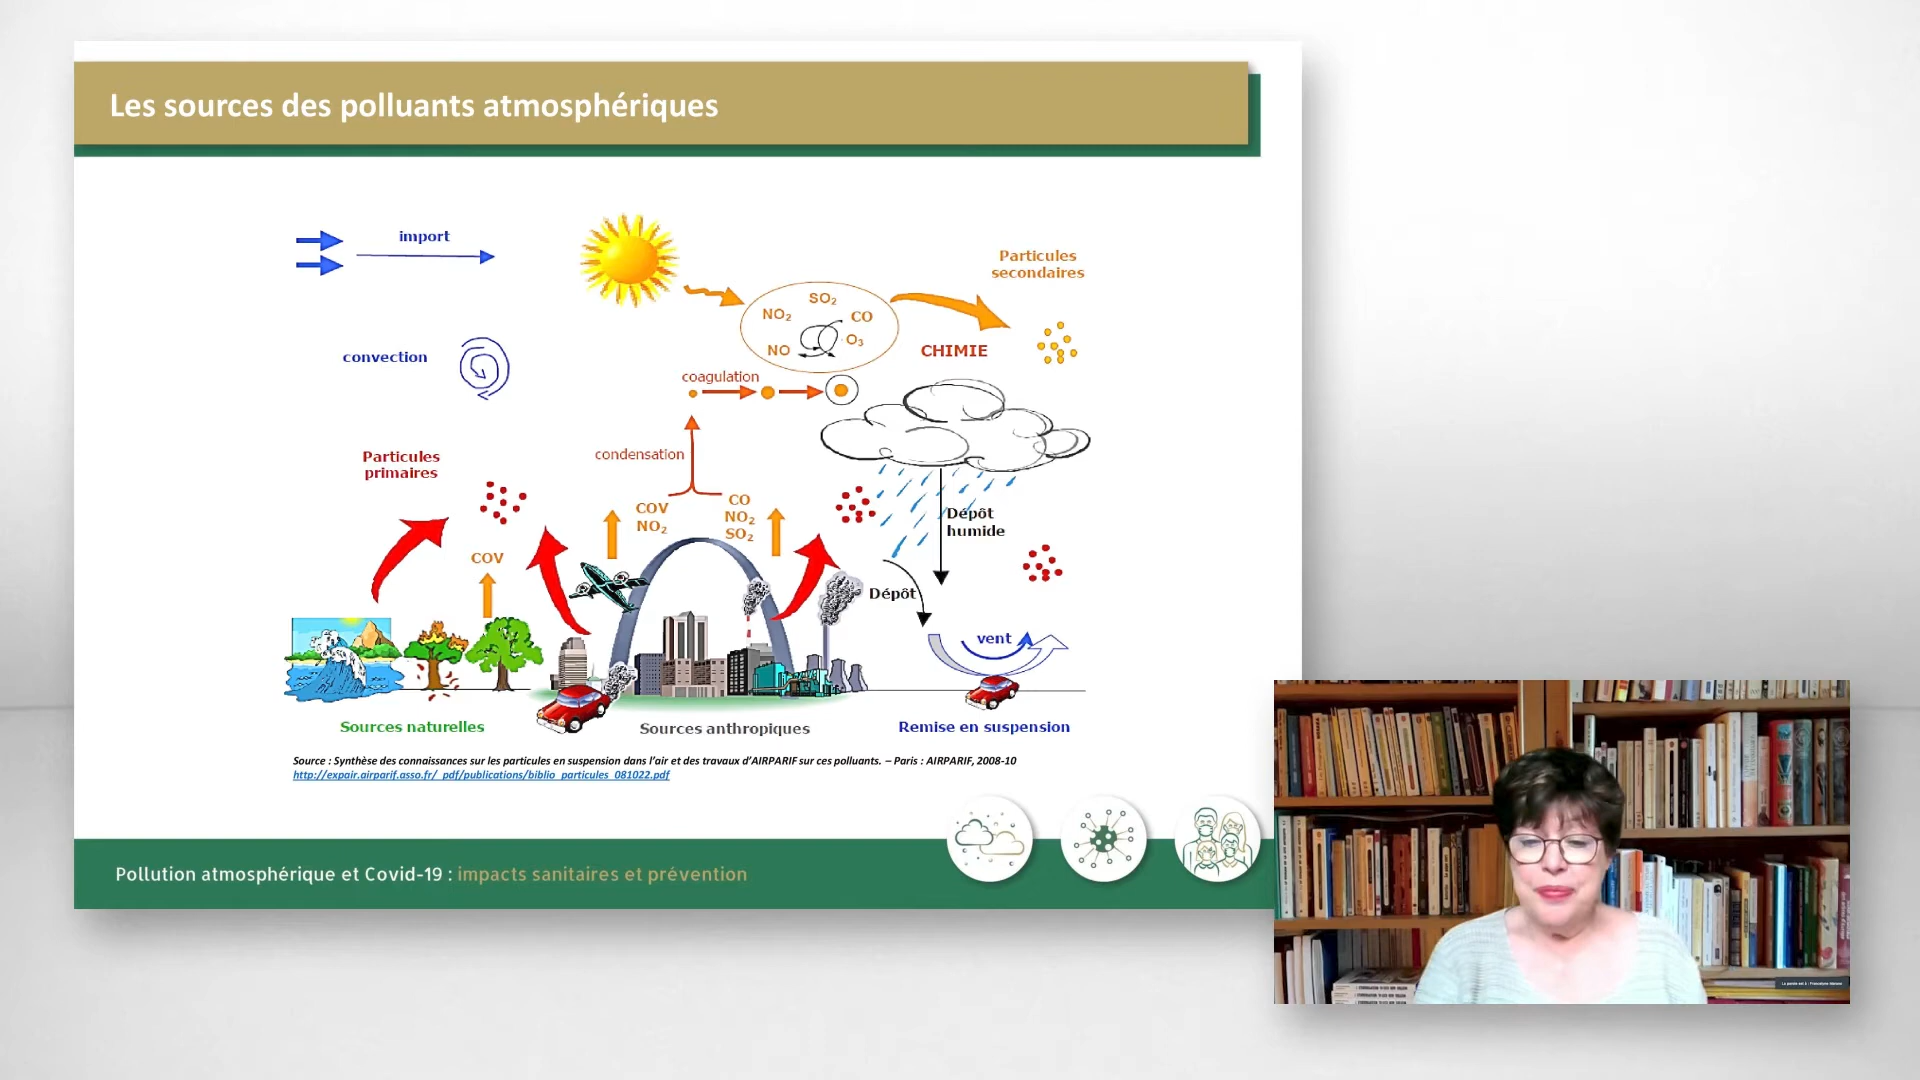 Les sources des polluants atmosphériques
import
Particules
secondaires
SO₂
NO₂
CO
O₃
NO
CHIMIE
convection
coagulation
condensation
Particules
primaires
COV
NO₂
CO
NO₂
SO₂
Dépôt
humide
COV
Dépôt
vent
Sources naturelles
Sources anthropiques
Remise en suspension
Source : Synthèse des connaissances sur les particules en suspension dans l'air et des travaux d'AIRPARIF sur ces polluants. – Paris : AIRPARIF, 2008-10
http://expair.airparif.asso.fr/_pdf/publications/biblio_particules_081022.pdf
Pollution atmosphérique et Covid-19 : impacts sanitaires et prévention